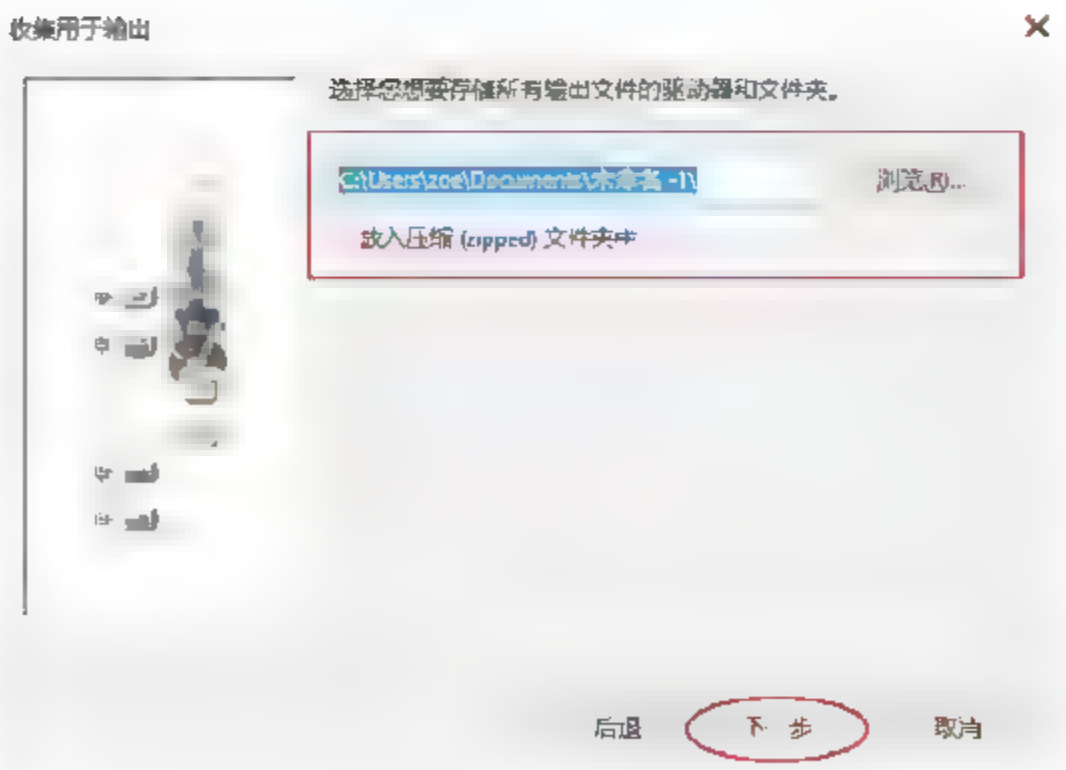 收集用于输出
选择您想要存储所有输出文件的驱动器和文件夹。
C:\Users\zoe\Documents\未命名 -1\
浏览(R)...
放入压缩 (zipped) 文件夹中
后退
下一步
取消